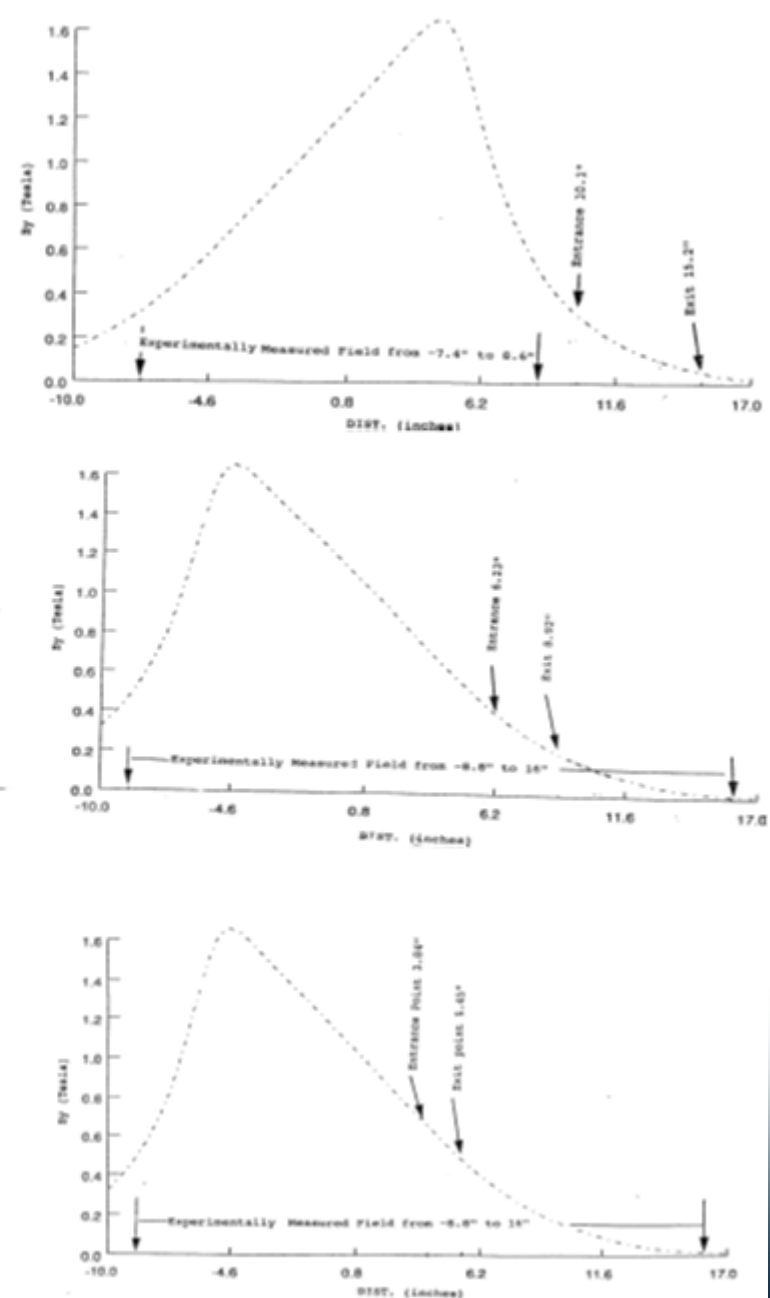 1.6
1.4
1.2
1.0
0.8
0.6
0.4
0.2
0.0
By (Tesla)
Entrance 10.1"
Exit 15.2"
Experimentally Measured Field from -7.4" to 8.6"
-10.0 -4.6 0.8 6.2 11.6 17.0
DIST. (inches)
1.6
1.4
1.2
1.0
0.8
0.6
0.4
0.2
0.0
By (Tesla)
Entrance 6.12"
Exit 8.92"
Experimentally Measured Field from -8.8" to 16"
-10.0 -4.6 0.8 6.2 11.6 17.0
DIST. (inches)
1.6
1.4
1.2
1.0
0.8
0.6
0.4
0.2
0.0
By (Tesla)
Entrance Point
Exit point
Experimentally Measured Field from -8.8" to 16"
-10.0 -4.6 0.8 6.2 11.6 17.0
DIST. (inches)